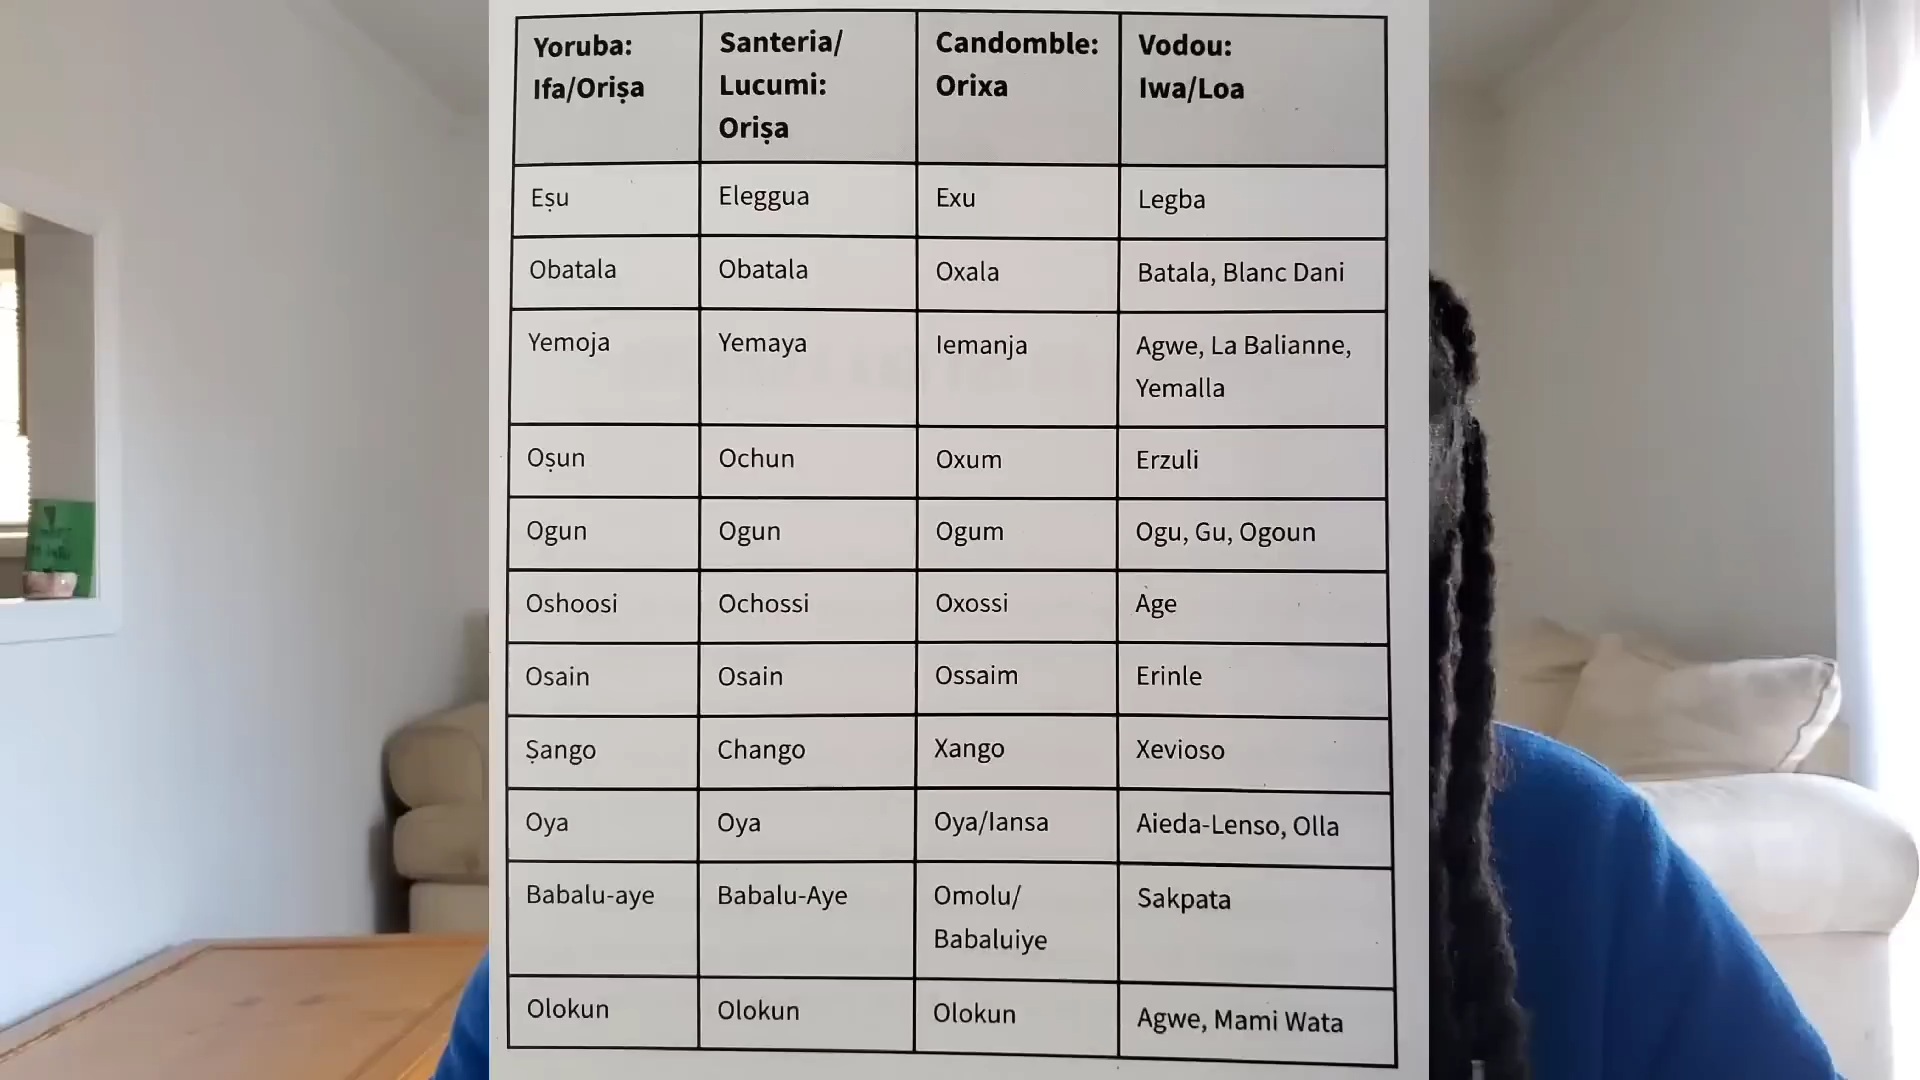 Yoruba:
Ifa/Orișa
Santeria/
Lucumi:
Orișa
Candomble:
Orixa
Vodou:
Iwa/Loa
Eșu
Eleggua
Exu
Legba
Obatala
Obatala
Oxala
Batala, Blanc Dani
Yemoja
Yemaya
Iemanja
Agwe, La Balianne,
Yemalla
Oșun
Ochun
Oxum
Erzuli
Ogun
Ogun
Ogum
Ogu, Gu, Ogoun
Oshoosi
Ochossi
Oxossi
Age
Osain
Osain
Ossaim
Erinle
Șango
Chango
Xango
Xevioso
Oya
Oya
Oya/Iansa
Aieda-Lenso, Olla
Babalu-aye
Babalu-Aye
Omolu/
Babaluiye
Sakpata
Olokun
Olokun
Olokun
Agwe, Mami Wata